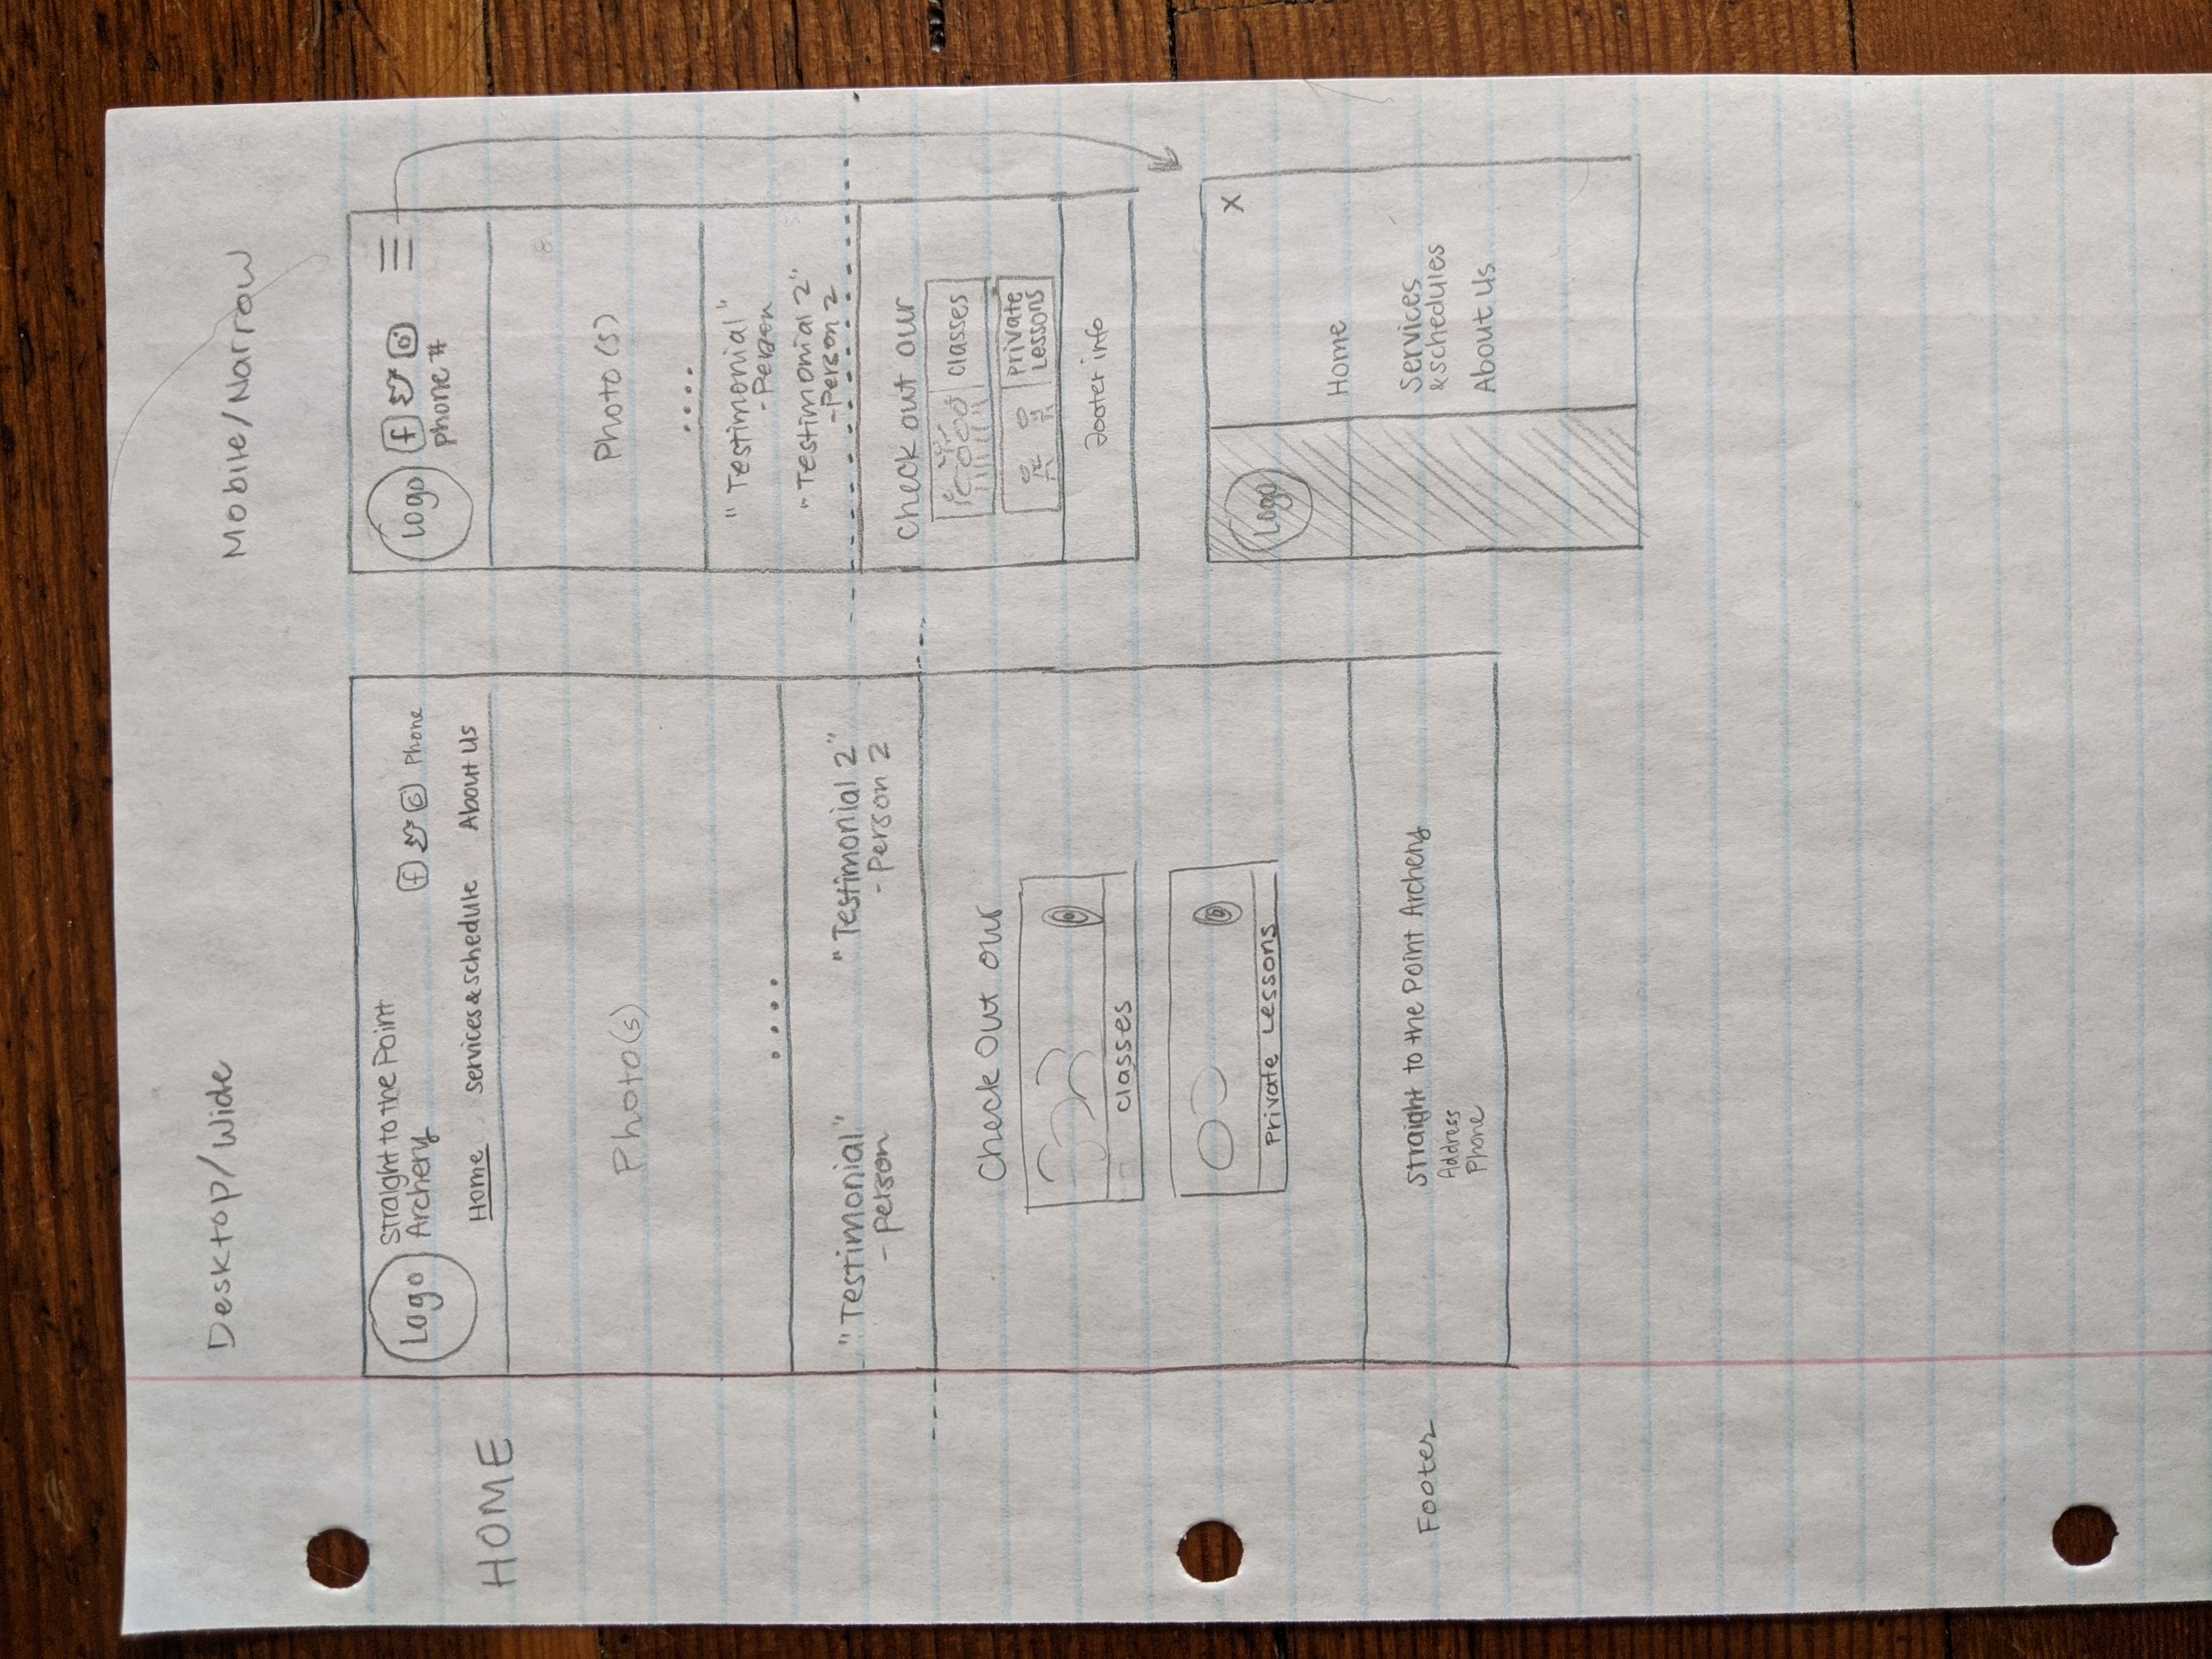 Desktop/Wide
Mobile/Narrow
HOME
Logo
Straight to the Point
Archery
f
Phone
Home
Services & Schedule
About Us
Photo(s)
"Testimonial"
- person
"Testimonial 2"
- Person 2
Check Out our
classes
Private Lessons
Footer
Straight to the Point Archery
Address
Phone
Logo
f
phone #
Photo(s)
"Testimonial"
- Person
"Testimonial 2"
- Person 2
Check out our
classes
private
Lessons
Footer info
Logo
X
Home
Services
& schedules
About Us